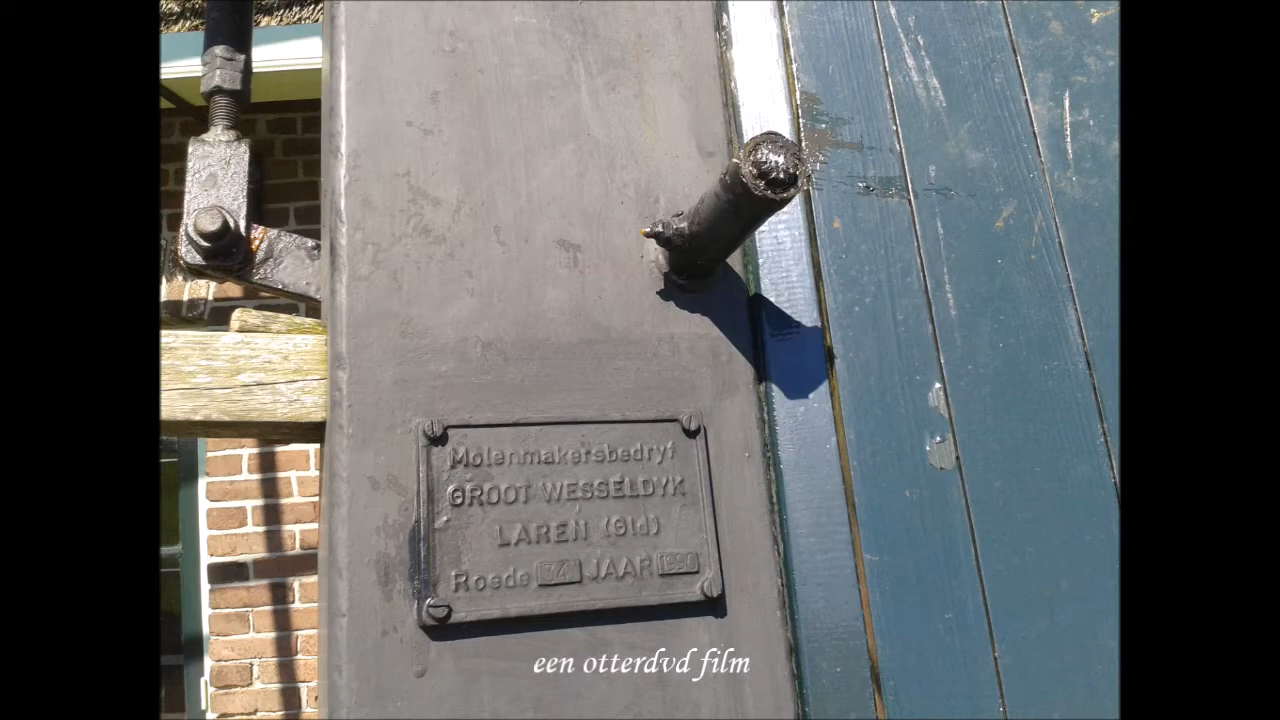 Molenmakersbedryf
GROOT WESSELDYK
LAREN (Gld)
Roede 34 JAAR 1990
een otterdvd film